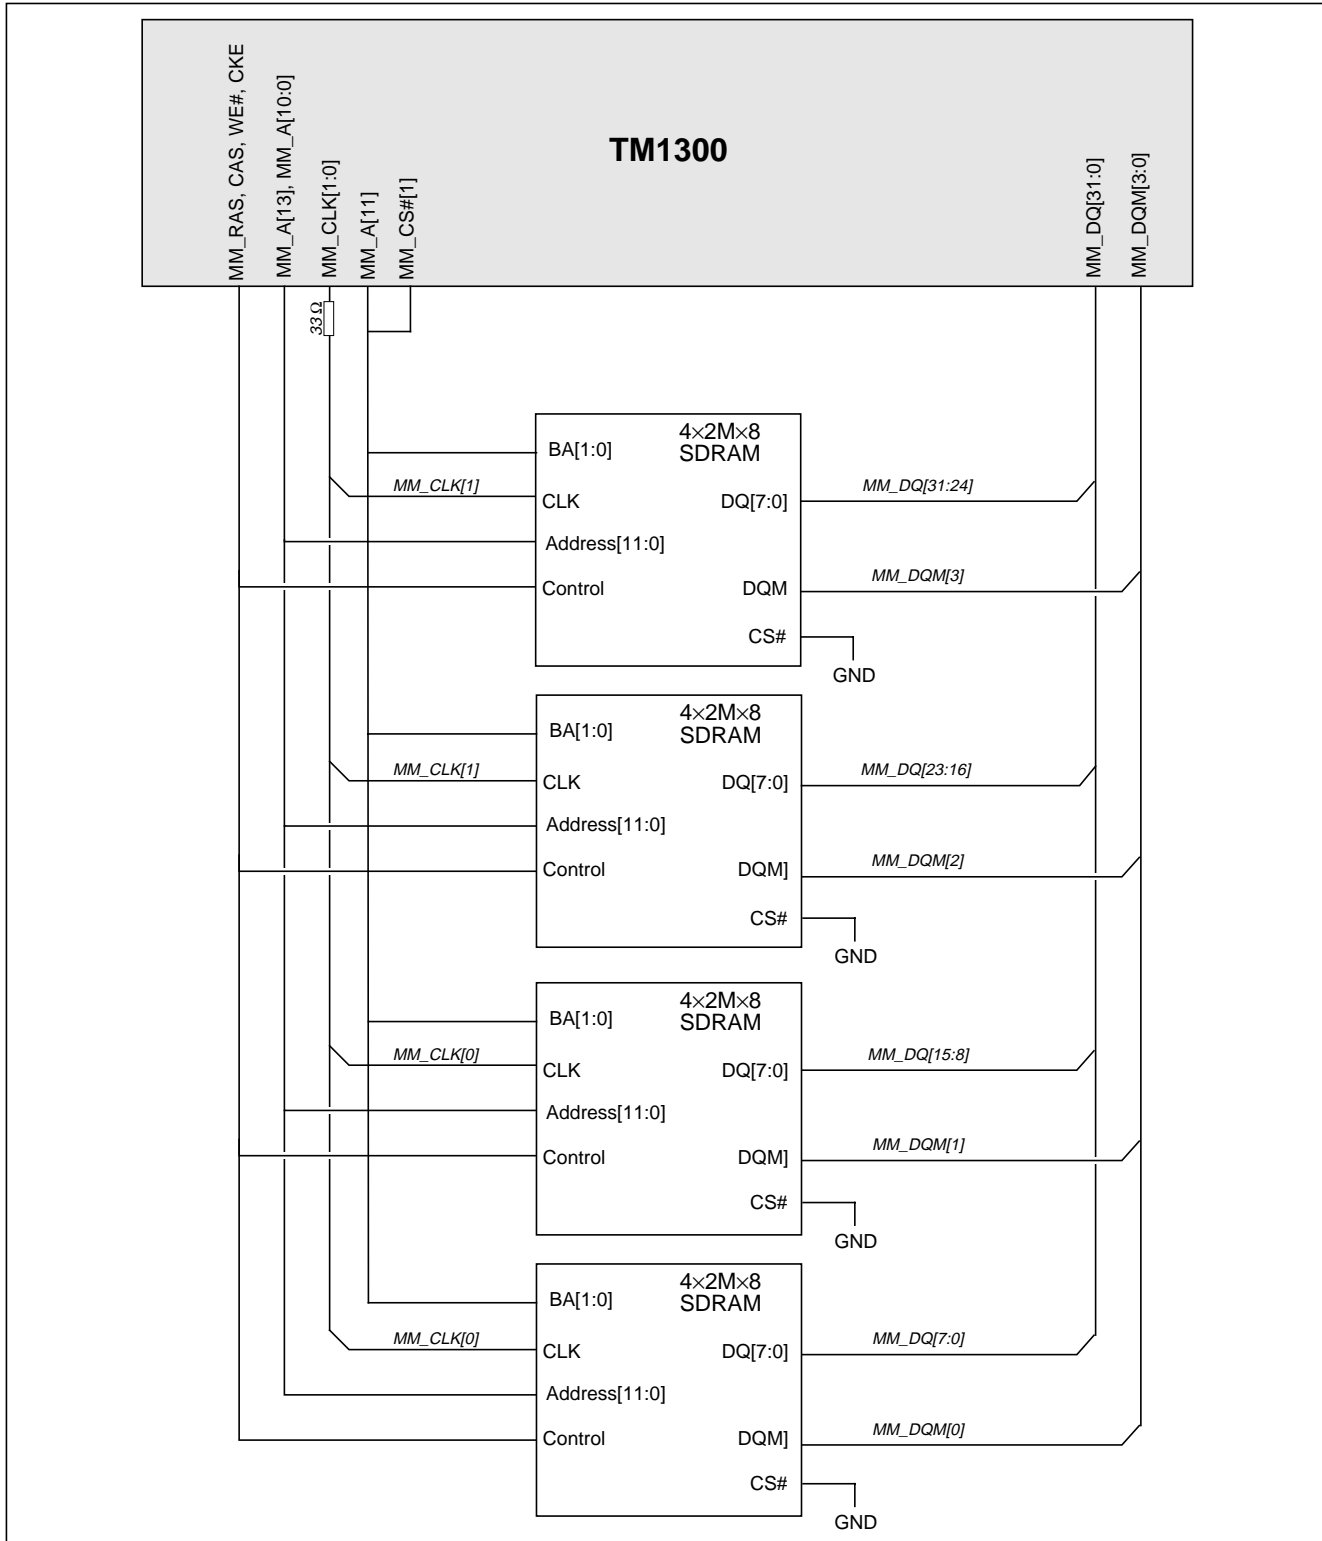 TM1300
MM_RAS, CAS, WE#, CKE
MM_A[13], MM_A[10:0]
MM_CLK[1:0]
MM_A[11]
MM_CS#[1]
MM_DQ[31:0]
MM_DQM[3:0]
33 Ω
4×2M×8
SDRAM
BA[1:0]
MM_CLK[1]
CLK
DQ[7:0]
MM_DQ[31:24]
Address[11:0]
Control
DQM
MM_DQM[3]
CS#
GND
4×2M×8
SDRAM
BA[1:0]
MM_CLK[1]
CLK
DQ[7:0]
MM_DQ[23:16]
Address[11:0]
Control
DQM]
MM_DQM[2]
CS#
GND
4×2M×8
SDRAM
BA[1:0]
MM_CLK[0]
CLK
DQ[7:0]
MM_DQ[15:8]
Address[11:0]
Control
DQM]
MM_DQM[1]
CS#
GND
4×2M×8
SDRAM
BA[1:0]
MM_CLK[0]
CLK
DQ[7:0]
MM_DQ[7:0]
Address[11:0]
Control
DQM]
MM_DQM[0]
CS#
GND